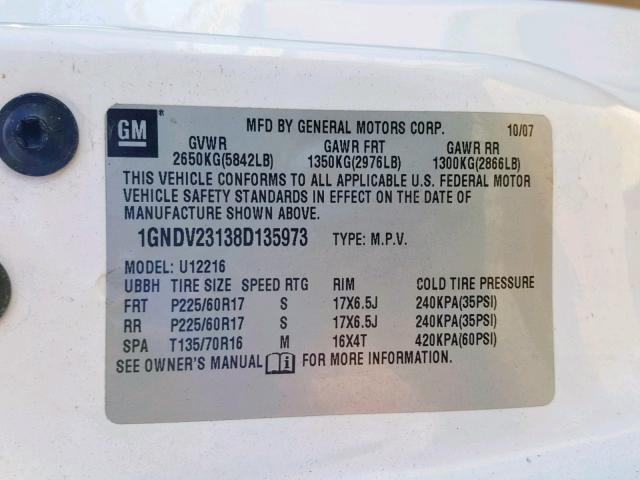 GM ® MFD BY GENERAL MOTORS CORP. 10/07
GVWR GAWR FRT GAWR RR
2650KG(5842LB) 1350KG(2976LB) 1300KG(2866LB)
THIS VEHICLE CONFORMS TO ALL APPLICABLE U.S. FEDERAL MOTOR
VEHICLE SAFETY STANDARDS IN EFFECT ON THE DATE OF
MANUFACTURE SHOWN ABOVE.
1GNDV23138D135973 TYPE: M.P.V.
MODEL: U12216
UBBH TIRE SIZE SPEED RTG RIM COLD TIRE PRESSURE
FRT P225/60R17 S 17X6.5J 240KPA(35PSI)
RR P225/60R17 S 17X6.5J 240KPA(35PSI)
SPA T135/70R16 M 16X4T 420KPA(60PSI)
SEE OWNER'S MANUAL FOR MORE INFORMATION.